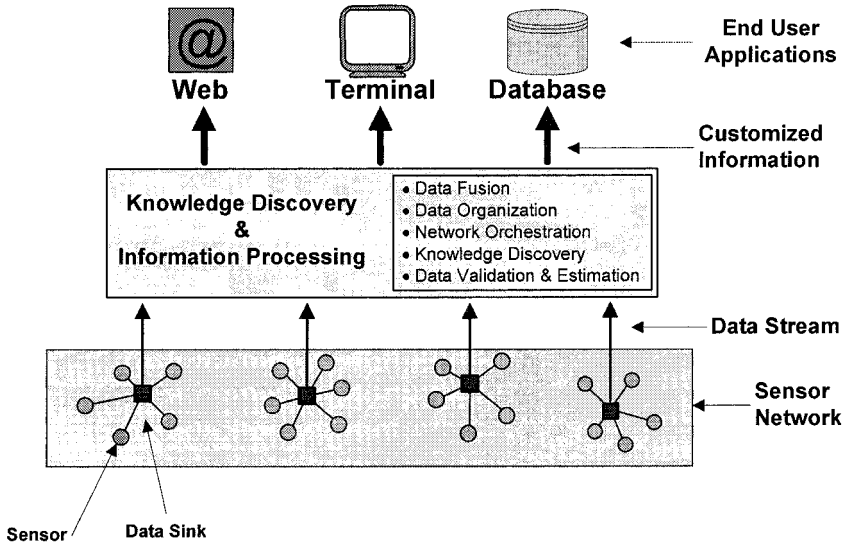 @
End User
Applications
Web
Terminal
Database
Customized
Information
Knowledge Discovery
&
Information Processing
• Data Fusion
• Data Organization
• Network Orchestration
• Knowledge Discovery
• Data Validation & Estimation
Data Stream
Sensor
Network
Sensor
Data Sink